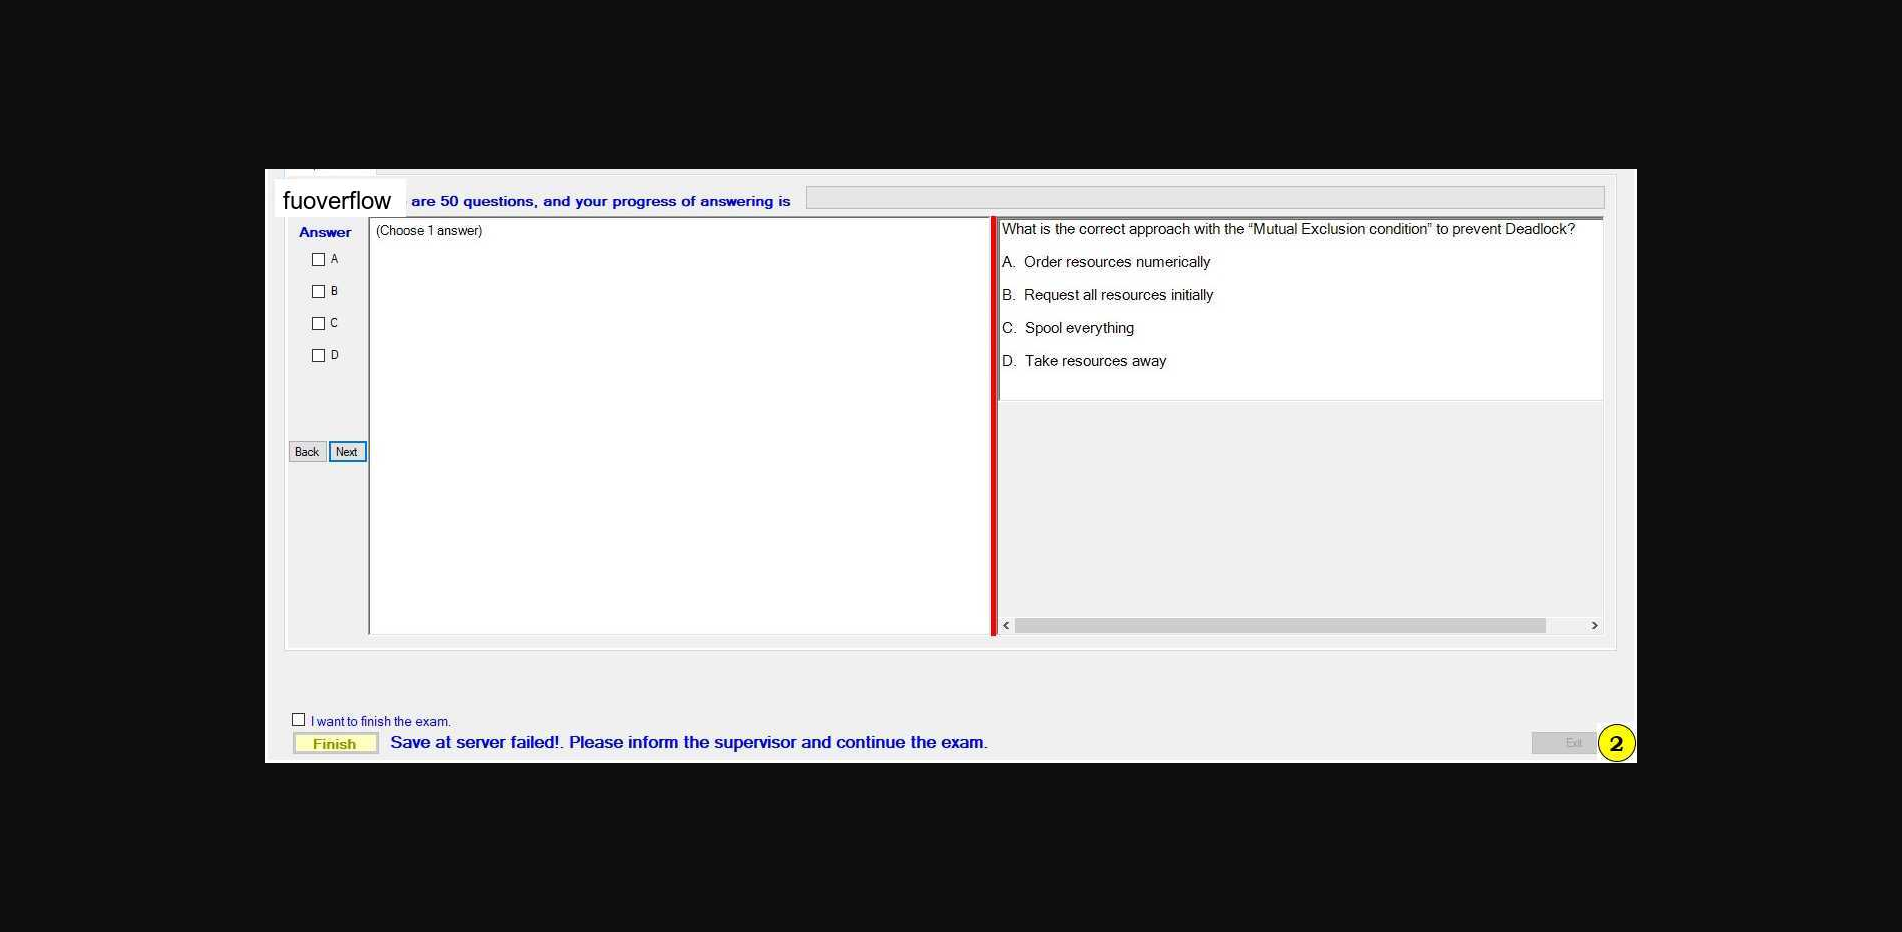 fuoverflow are 50 questions, and your progress of answering is
Answer
A
B
C
D
Back Next
(Choose 1 answer)
What is the correct approach with the “Mutual Exclusion condition” to prevent Deadlock?
A. Order resources numerically
B. Request all resources initially
C. Spool everything
D. Take resources away
I want to finish the exam.
Finish Save at server failed!. Please inform the supervisor and continue the exam.
Exit 2